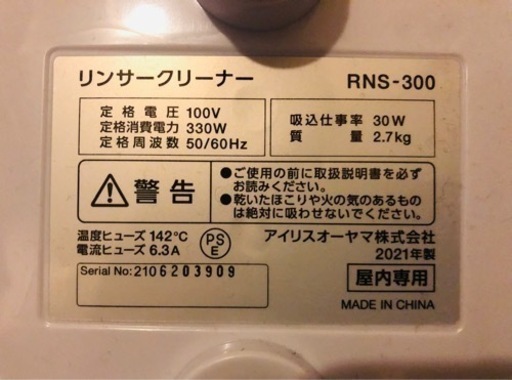 リンサークリーナー RNS-300
定格電圧 100V
定格消費電力 330W
定格周波数 50/60Hz
吸込仕事率 30W
質量 2.7kg
警告
●ご使用の前に取扱説明書を必ず
お読みください。
●乾いたほこりや火の気のあるもの
は絶対に吸わせないでください。
温度ヒューズ 142℃
電流ヒューズ 6.3A
PS
E
アイリスオーヤマ株式会社
2021年製
Serial No: 2106203909
屋内専用
MADE IN CHINA